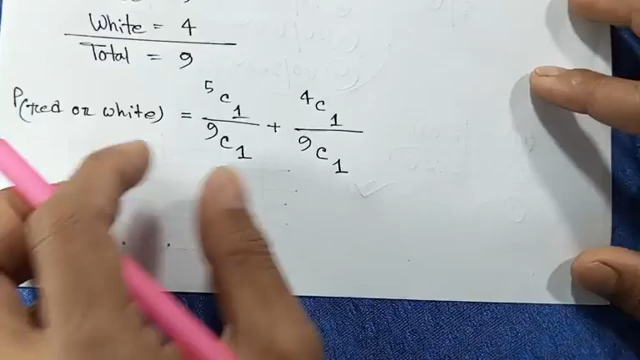 White = 4
Total = 9
P(red or white) = ⁵C₁/⁹C₁ + ⁴C₁/⁹C₁